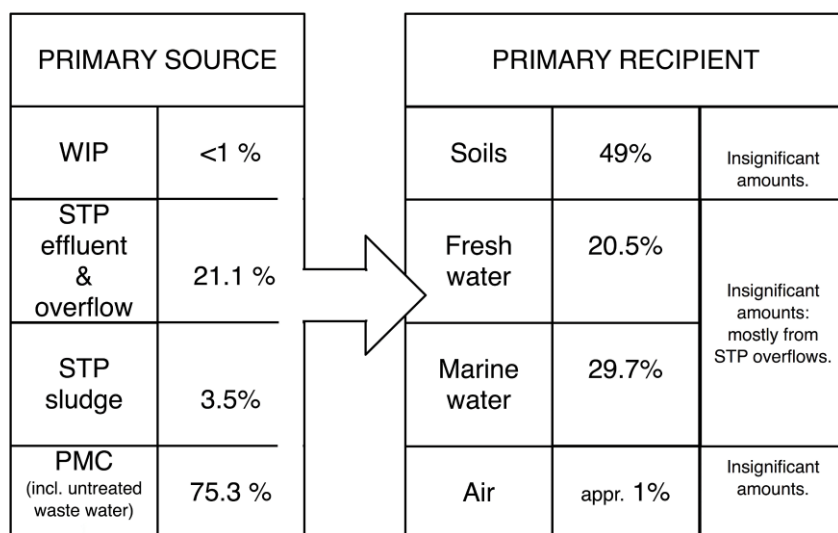 PRIMARY SOURCE
WIP
<1 %
STP
effluent
&
overflow
21.1 %
STP
sludge
3.5%
PMC
(incl. untreated
waste water)
75.3 %
PRIMARY RECIPIENT
Soils
49%
Insignificant
amounts.
Fresh
water
20.5%
Insignificant
amounts:
mostly from
STP overflows.
Marine
water
29.7%
Air
appr. 1%
Insignificant
amounts.